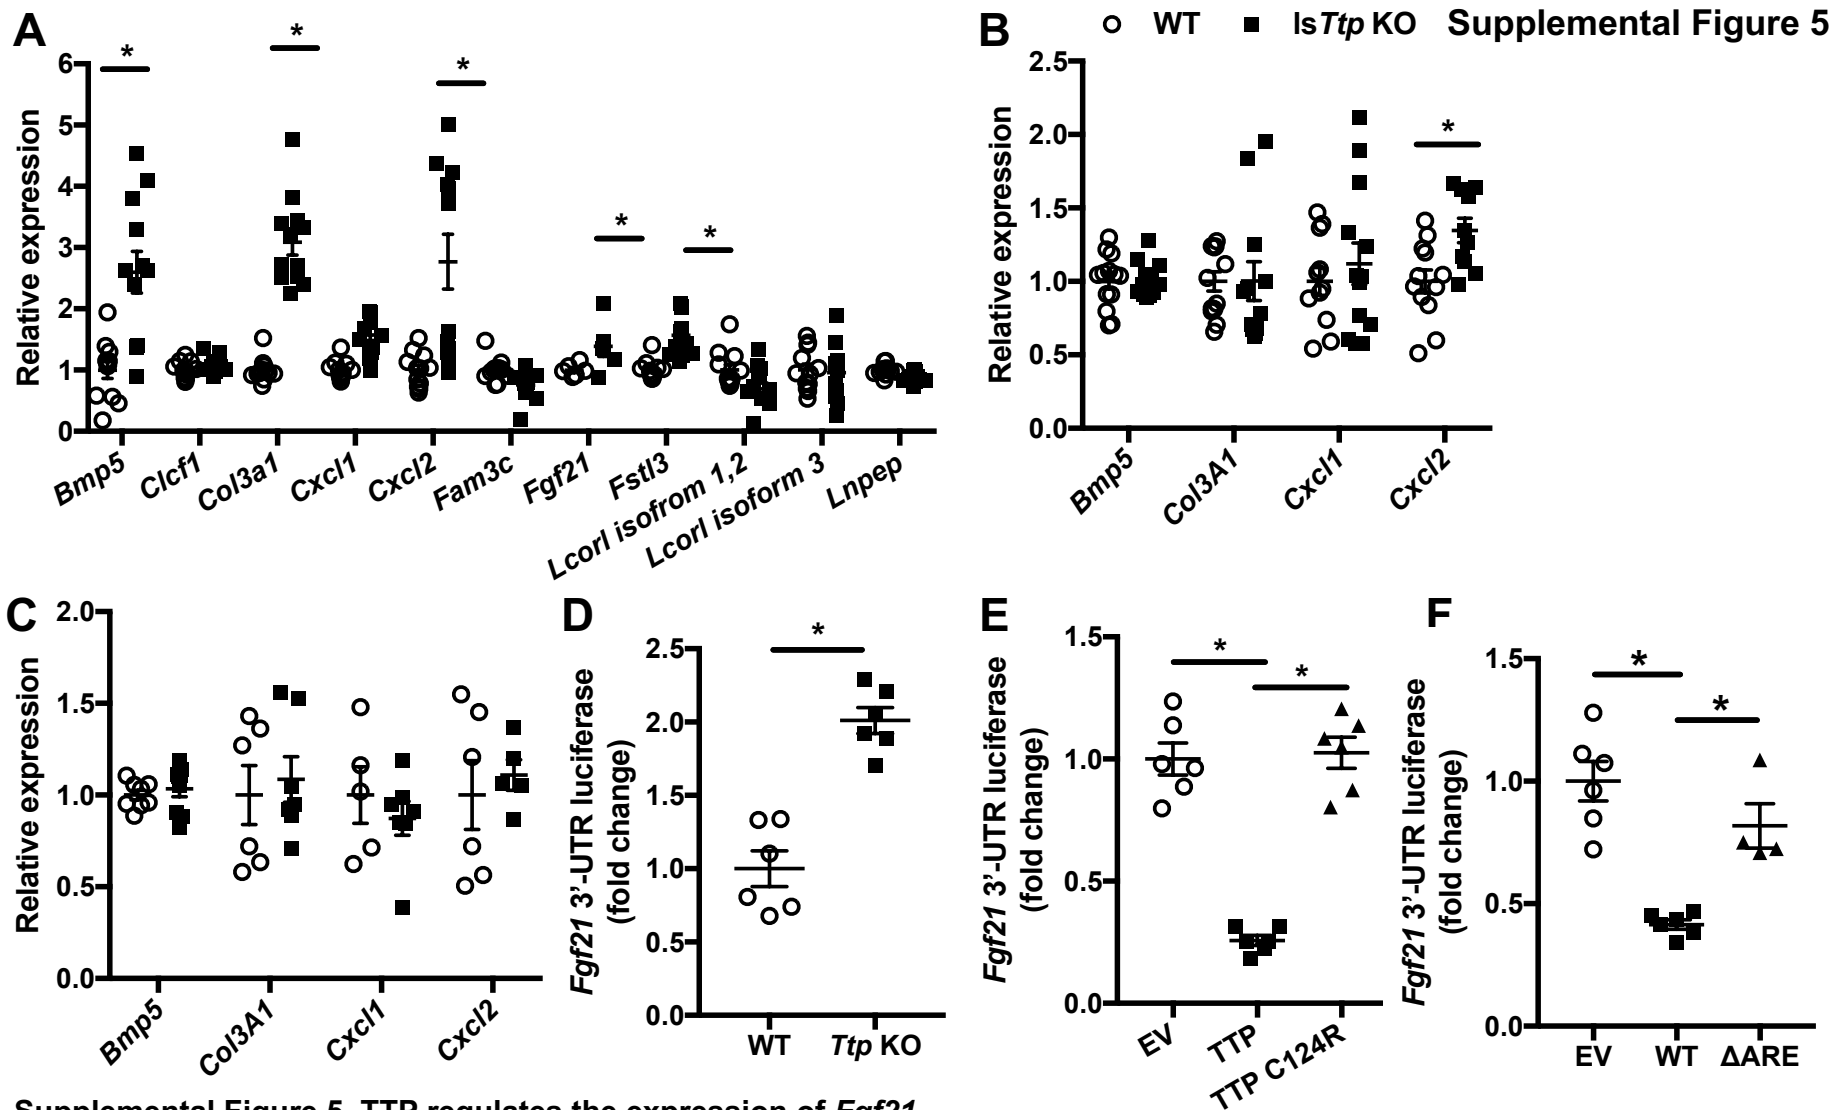 A
B
WT
lsTtp KO
Supplemental Figure 5
*
*
*
*
*
Relative expression
6
5
4
3
2
1
0
Bmp5
Clcf1
Col3a1
Cxcl1
Cxcl2
Fam3c
Fgf21
Fstl3
Lcorl isofrom 1,2
Lcorl isoform 3
Lnpep
*
Relative expression
2.5
2.0
1.5
1.0
0.5
0.0
Bmp5
Col3A1
Cxcl1
Cxcl2
C
Relative expression
2.0
1.5
1.0
0.5
0.0
Bmp5
Col3A1
Cxcl1
Cxcl2
D
*
Fgf21 3’-UTR luciferase
(fold change)
2.5
2.0
1.5
1.0
0.5
0.0
WT
Ttp KO
E
*
*
Fgf21 3’-UTR luciferase
(fold change)
1.5
1.0
0.5
0.0
EV
TTP
TTP C124R
F
*
*
Fgf21 3’-UTR luciferase
(fold change)
1.5
1.0
0.5
0.0
EV
WT
ΔARE
Supplemental Figure 5. TTP regulates the expression of Fgf21